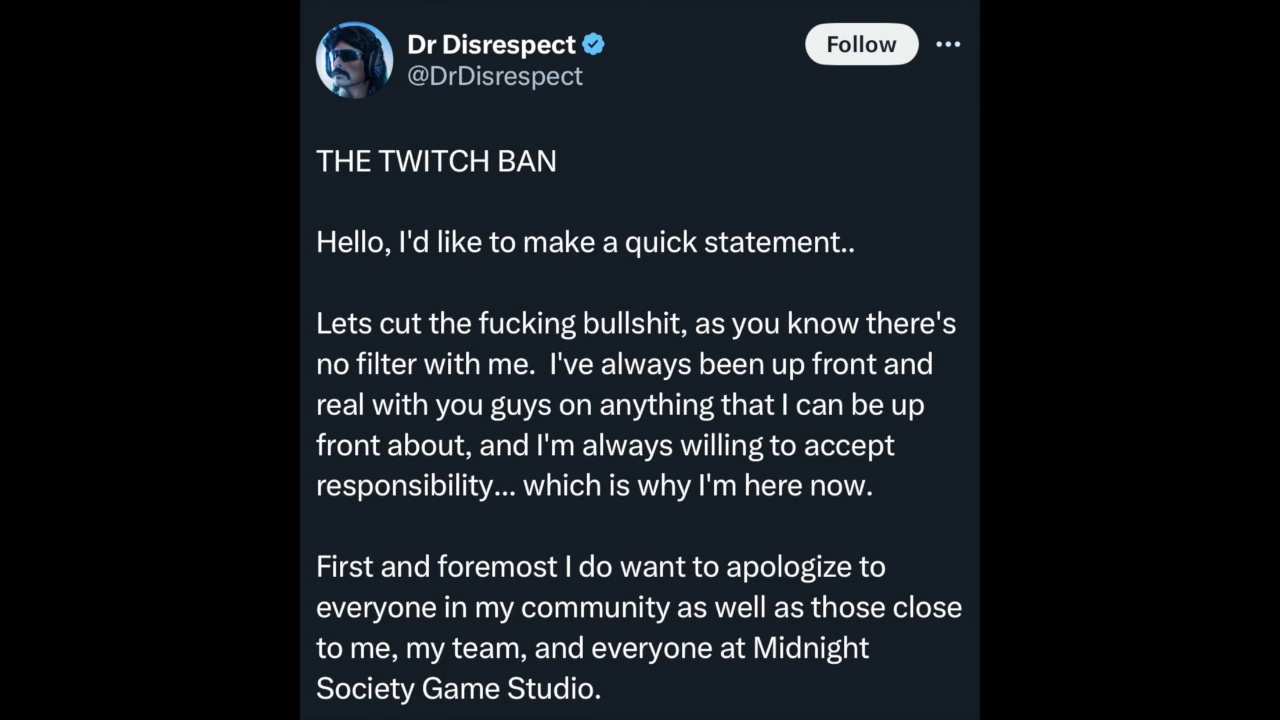 Dr Disrespect
@DrDisrespect
Follow
THE TWITCH BAN
Hello, I'd like to make a quick statement..
Lets cut the fucking bullshit, as you know there's
no filter with me.  I've always been up front and
real with you guys on anything that I can be up
front about, and I'm always willing to accept
responsibility... which is why I'm here now.
First and foremost I do want to apologize to
everyone in my community as well as those close
to me, my team, and everyone at Midnight
Society Game Studio.